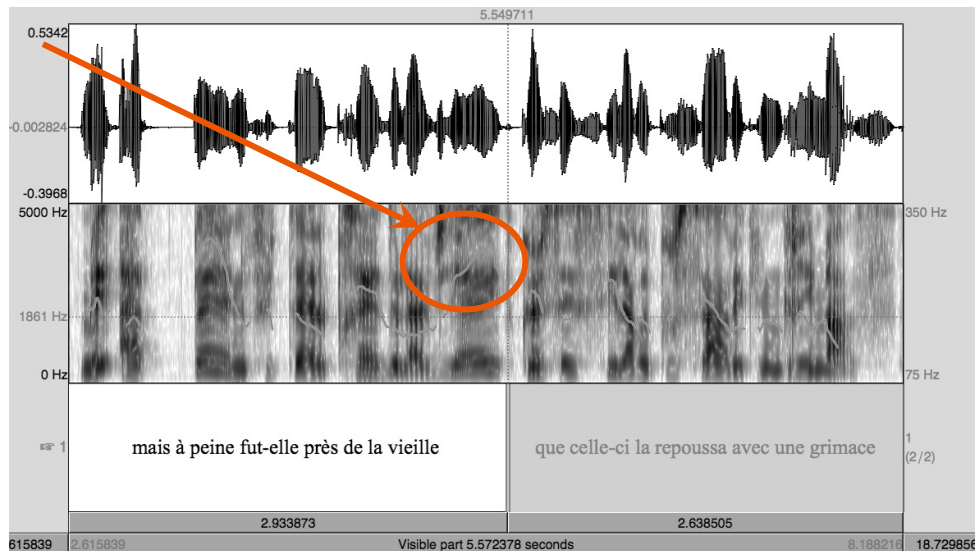 5.549711
0.5342
-0.002824
-0.3968
5000 Hz
350 Hz
1861 Hz
0 Hz
75 Hz
☞ 1
mais à peine fut-elle près de la vieille
que celle-ci la repoussa avec une grimace
1
(2/2)
2.933873
2.638505
615839
2.615839
Visible part 5.572378 seconds
8.188216
18.729856